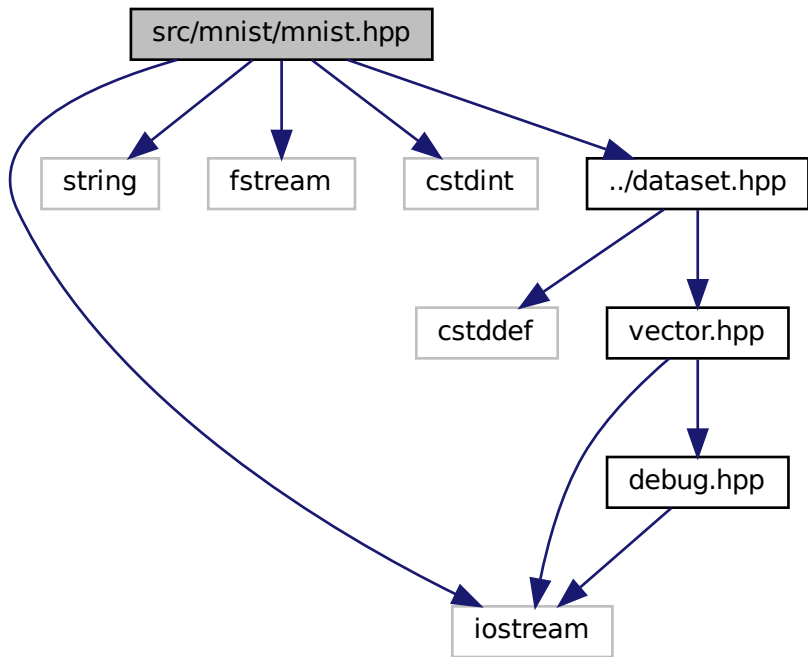 src/mnist/mnist.hpp
string
fstream
cstdint
../dataset.hpp
cstddef
vector.hpp
debug.hpp
iostream